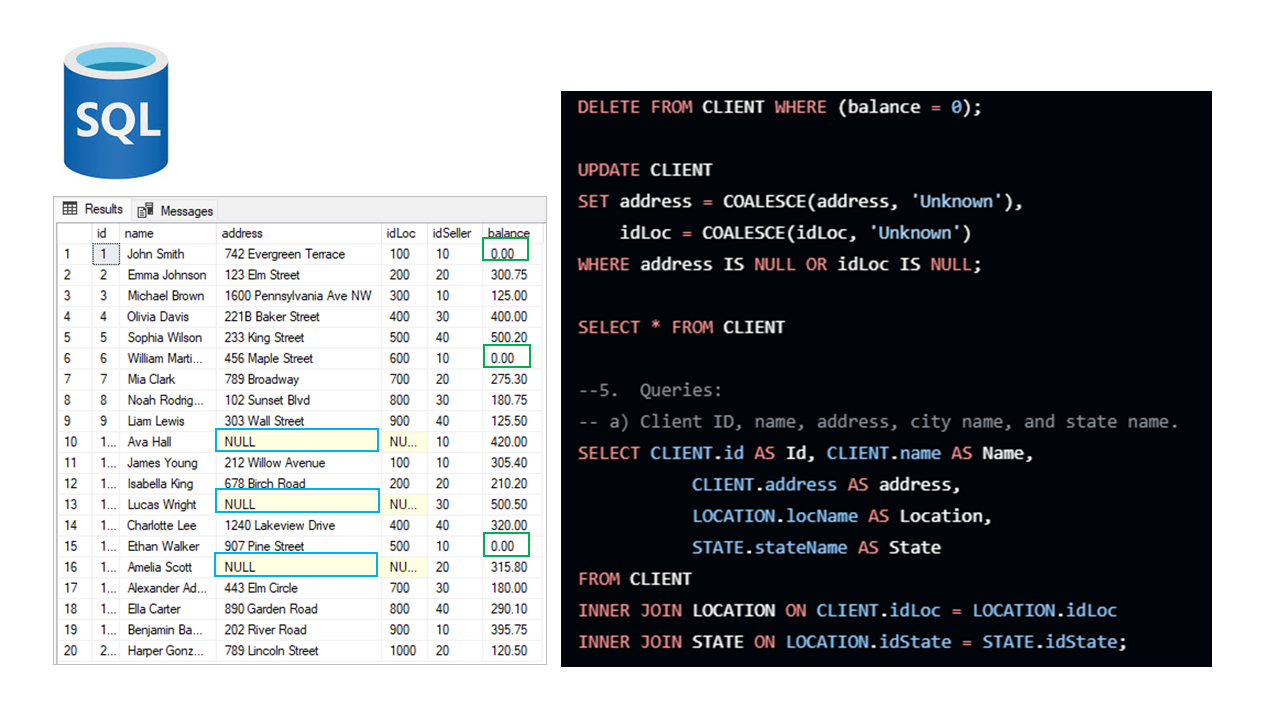 SQL
Results Messages
id name address idLoc idSeller balance
1 1 John Smith 742 Evergreen Terrace 100 10 0.00
2 2 Emma Johnson 123 Elm Street 200 20 300.75
3 3 Michael Brown 1600 Pennsylvania Ave NW 300 10 125.00
4 4 Olivia Davis 221B Baker Street 400 30 400.00
5 5 Sophia Wilson 233 King Street 500 40 500.20
6 6 William Marti... 456 Maple Street 600 10 0.00
7 7 Mia Clark 789 Broadway 700 20 275.30
8 8 Noah Rodrig... 102 Sunset Blvd 800 30 180.75
9 9 Liam Lewis 303 Wall Street 900 40 125.50
10 1... Ava Hall NULL NU... 10 420.00
11 1... James Young 212 Willow Avenue 100 10 305.40
12 1... Isabella King 678 Birch Road 200 20 210.20
13 1... Lucas Wright NULL NU... 30 500.50
14 1... Charlotte Lee 1240 Lakeview Drive 400 40 320.00
15 1... Ethan Walker 907 Pine Street 500 10 0.00
16 1... Amelia Scott NULL NU... 20 315.80
17 1... Alexander Ad... 443 Elm Circle 700 30 180.00
18 1... Ella Carter 890 Garden Road 800 40 290.10
19 1... Benjamin Ba... 202 River Road 900 10 395.75
20 2... Harper Gonz... 789 Lincoln Street 1000 20 120.50
DELETE FROM CLIENT WHERE (balance = 0);
UPDATE CLIENT
SET address = COALESCE(address, 'Unknown'),
idLoc = COALESCE(idLoc, 'Unknown')
WHERE address IS NULL OR idLoc IS NULL;
SELECT * FROM CLIENT
--5. Queries:
-- a) Client ID, name, address, city name, and state name.
SELECT CLIENT.id AS Id, CLIENT.name AS Name,
CLIENT.address AS address,
LOCATION.locName AS Location,
STATE.stateName AS State
FROM CLIENT
INNER JOIN LOCATION ON CLIENT.idLoc = LOCATION.idLoc
INNER JOIN STATE ON LOCATION.idState = STATE.idState;